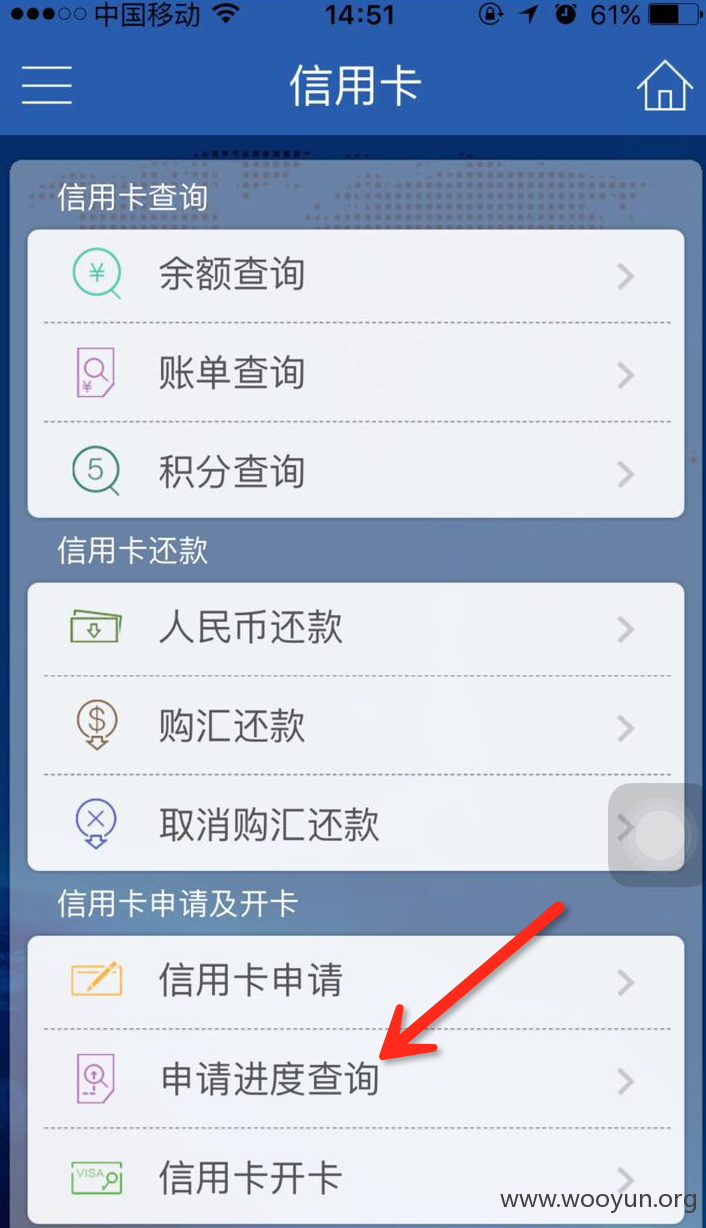 中国移动 14:51 61%
信用卡
信用卡查询
¥ 余额查询
¥ 账单查询
5 积分查询
信用卡还款
人民币还款
$ 购汇还款
取消购汇还款
信用卡申请及开卡
信用卡申请
申请进度查询
VISA 信用卡开卡
www.wooyun.org